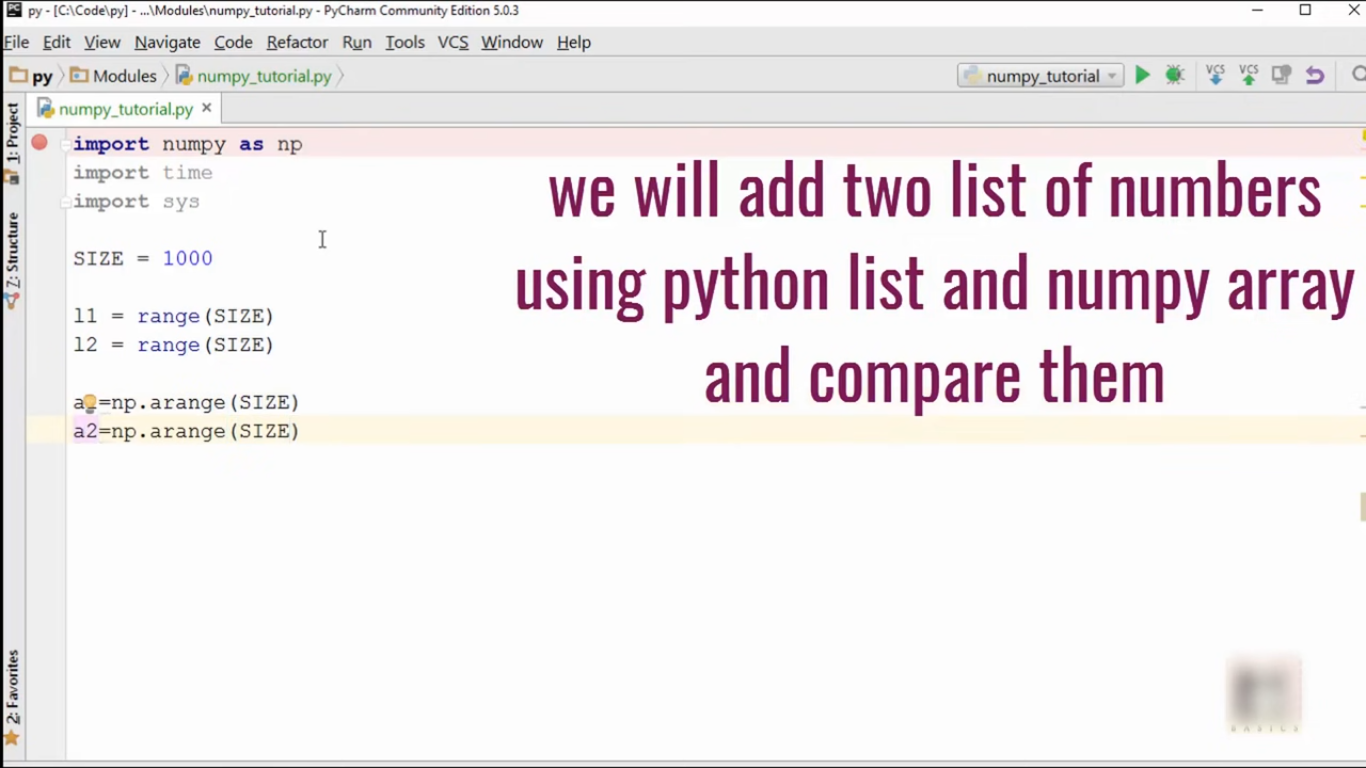 py - [C:\Code\py] - ...\Modules\numpy_tutorial.py - PyCharm Community Edition 5.0.3
File Edit View Navigate Code Refactor Run Tools VCS Window Help
py Modules numpy_tutorial.py numpy_tutorial VCS VCS
numpy_tutorial.py
1: Project
Z: Structure
2: Favorites
import numpy as np
import time
import sys
SIZE = 1000
l1 = range(SIZE)
l2 = range(SIZE)
=np.arange(SIZE)
a2=np.arange(SIZE)
we will add two list of numbers
using python list and numpy array
and compare them
BASICS